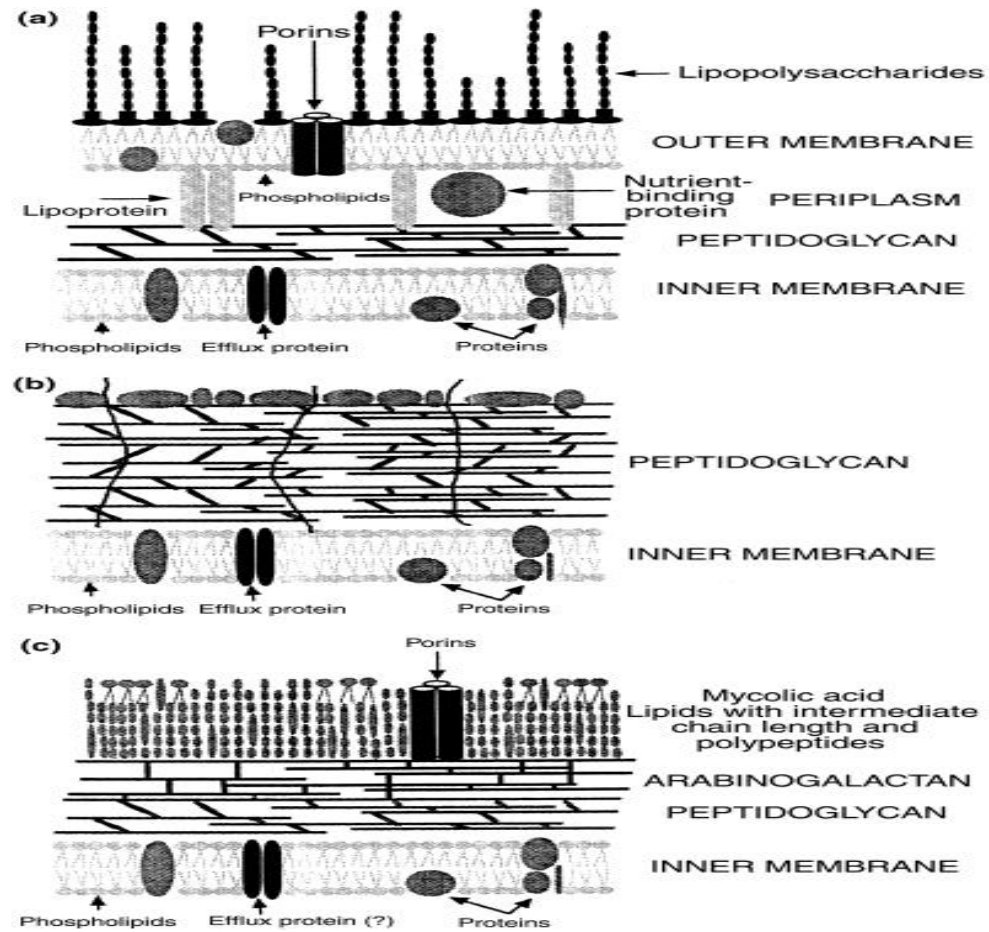 (a)
Porins
Lipopolysaccharides
OUTER MEMBRANE
Phospholipids
Nutrient-
binding
protein
PERIPLASM
Lipoprotein
PEPTIDOGLYCAN
INNER MEMBRANE
Phospholipids Efflux protein Proteins
(b)
PEPTIDOGLYCAN
INNER MEMBRANE
Phospholipids Efflux protein Proteins
(c)
Porins
Mycolic acid
Lipids with intermediate
chain length and
polypeptides
ARABINOGALACTAN
PEPTIDOGLYCAN
INNER MEMBRANE
Phospholipids Efflux protein (?) Proteins